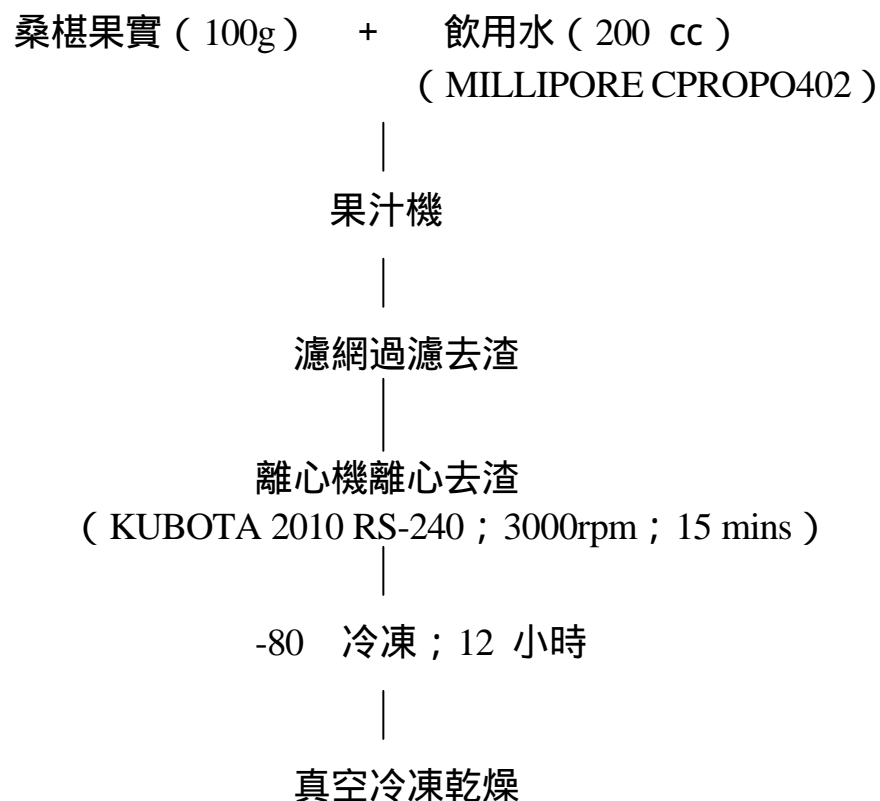 桑椹果實（100g） + 飲用水（200 cc）
（MILLIPORE CPROPO402）
果汁機
濾網過濾去渣
離心機離心去渣
（KUBOTA 2010 RS-240；3000rpm；15 mins）
-80 冷凍；12 小時
真空冷凍乾燥